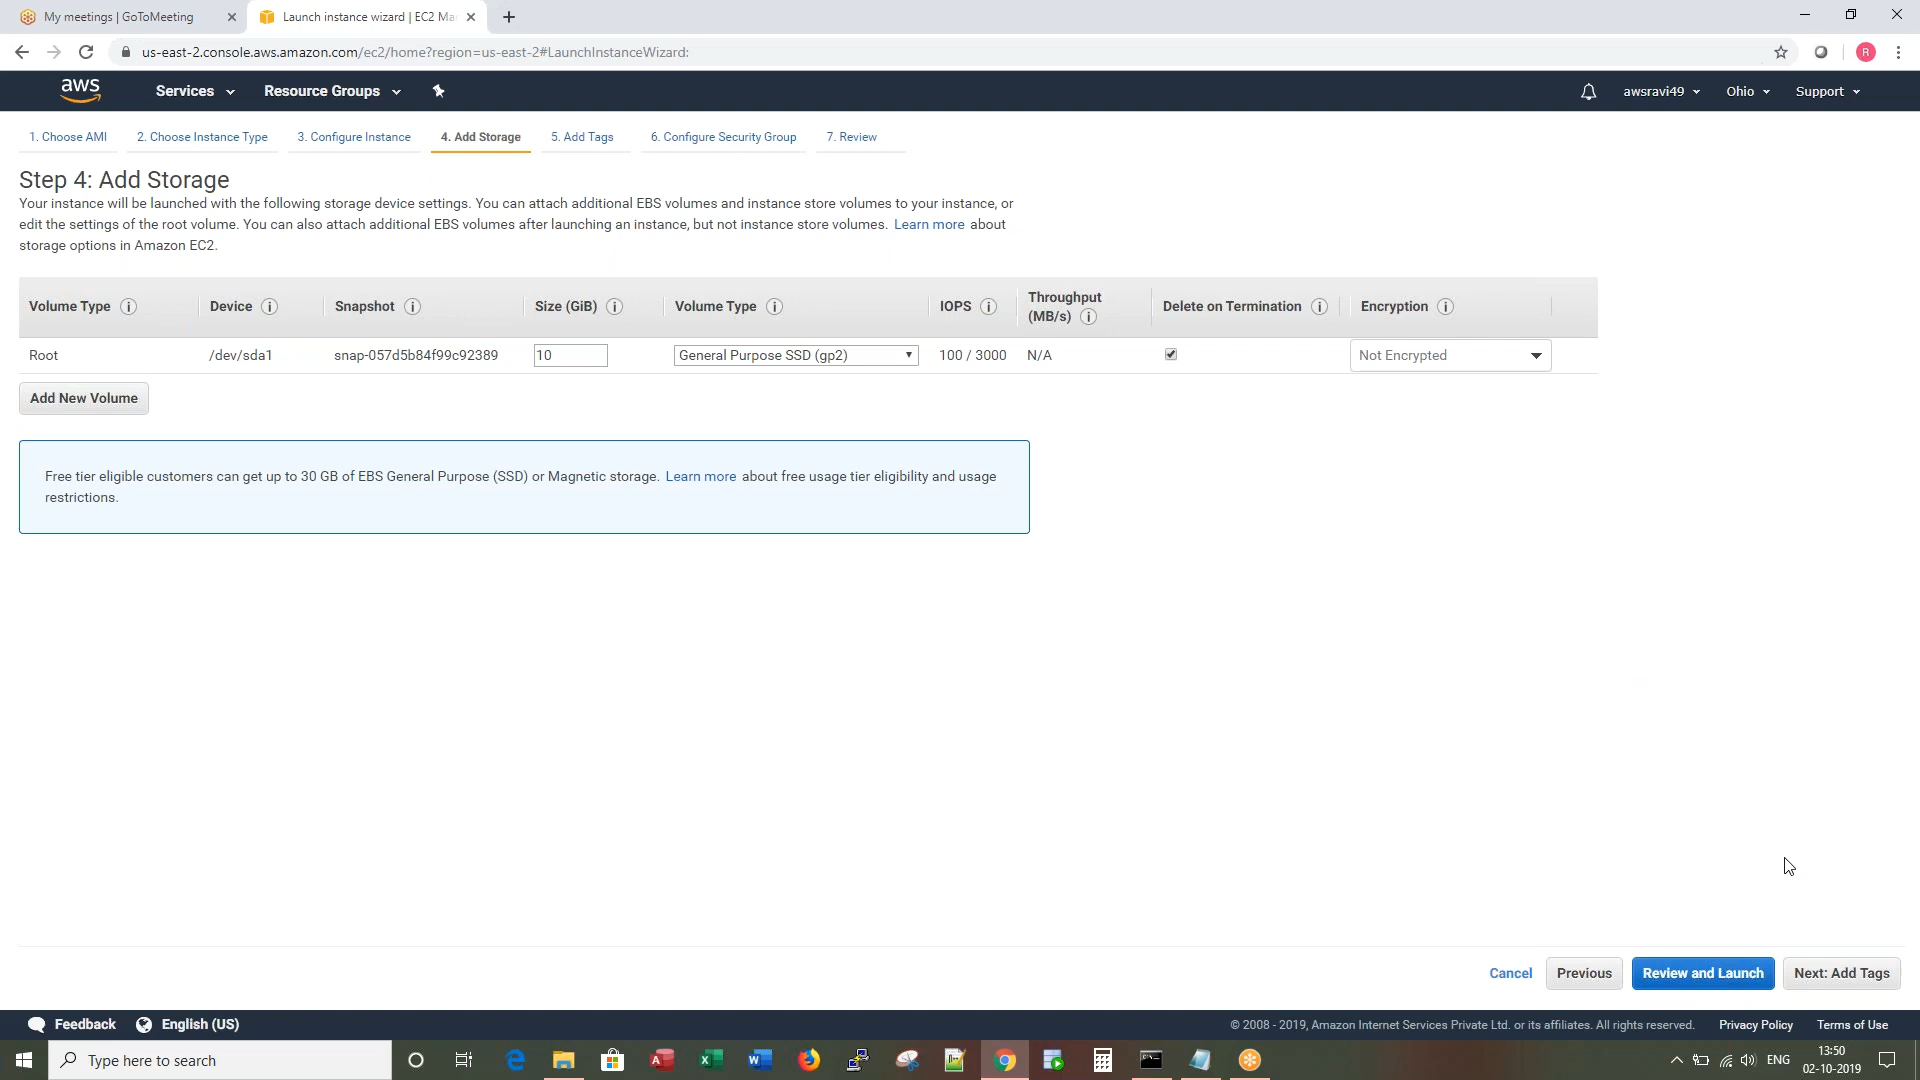 My meetings | GoToMeeting
Launch instance wizard | EC2 Ma
us-east-2.console.aws.amazon.com/ec2/home?region=us-east-2#LaunchInstanceWizard:
R
aws
Services
Resource Groups
awsravi49
Ohio
Support
1. Choose AMI
2. Choose Instance Type
3. Configure Instance
4. Add Storage
5. Add Tags
6. Configure Security Group
7. Review
Step 4: Add Storage
Your instance will be launched with the following storage device settings. You can attach additional EBS volumes and instance store volumes to your instance, or
edit the settings of the root volume. You can also attach additional EBS volumes after launching an instance, but not instance store volumes. Learn more about
storage options in Amazon EC2.
Volume Type i
Device i
Snapshot i
Size (GiB) i
Volume Type i
IOPS i
Throughput
(MB/s) i
Delete on Termination i
Encryption i
Root
/dev/sda1
snap-057d5b84f99c92389
10
General Purpose SSD (gp2)
100 / 3000
N/A
Not Encrypted
Add New Volume
Free tier eligible customers can get up to 30 GB of EBS General Purpose (SSD) or Magnetic storage. Learn more about free usage tier eligibility and usage
restrictions.
Cancel
Previous
Review and Launch
Next: Add Tags
Feedback
English (US)
© 2008 - 2019, Amazon Internet Services Private Ltd. or its affiliates. All rights reserved.
Privacy Policy
Terms of Use
Type here to search
ENG
13:50
02-10-2019